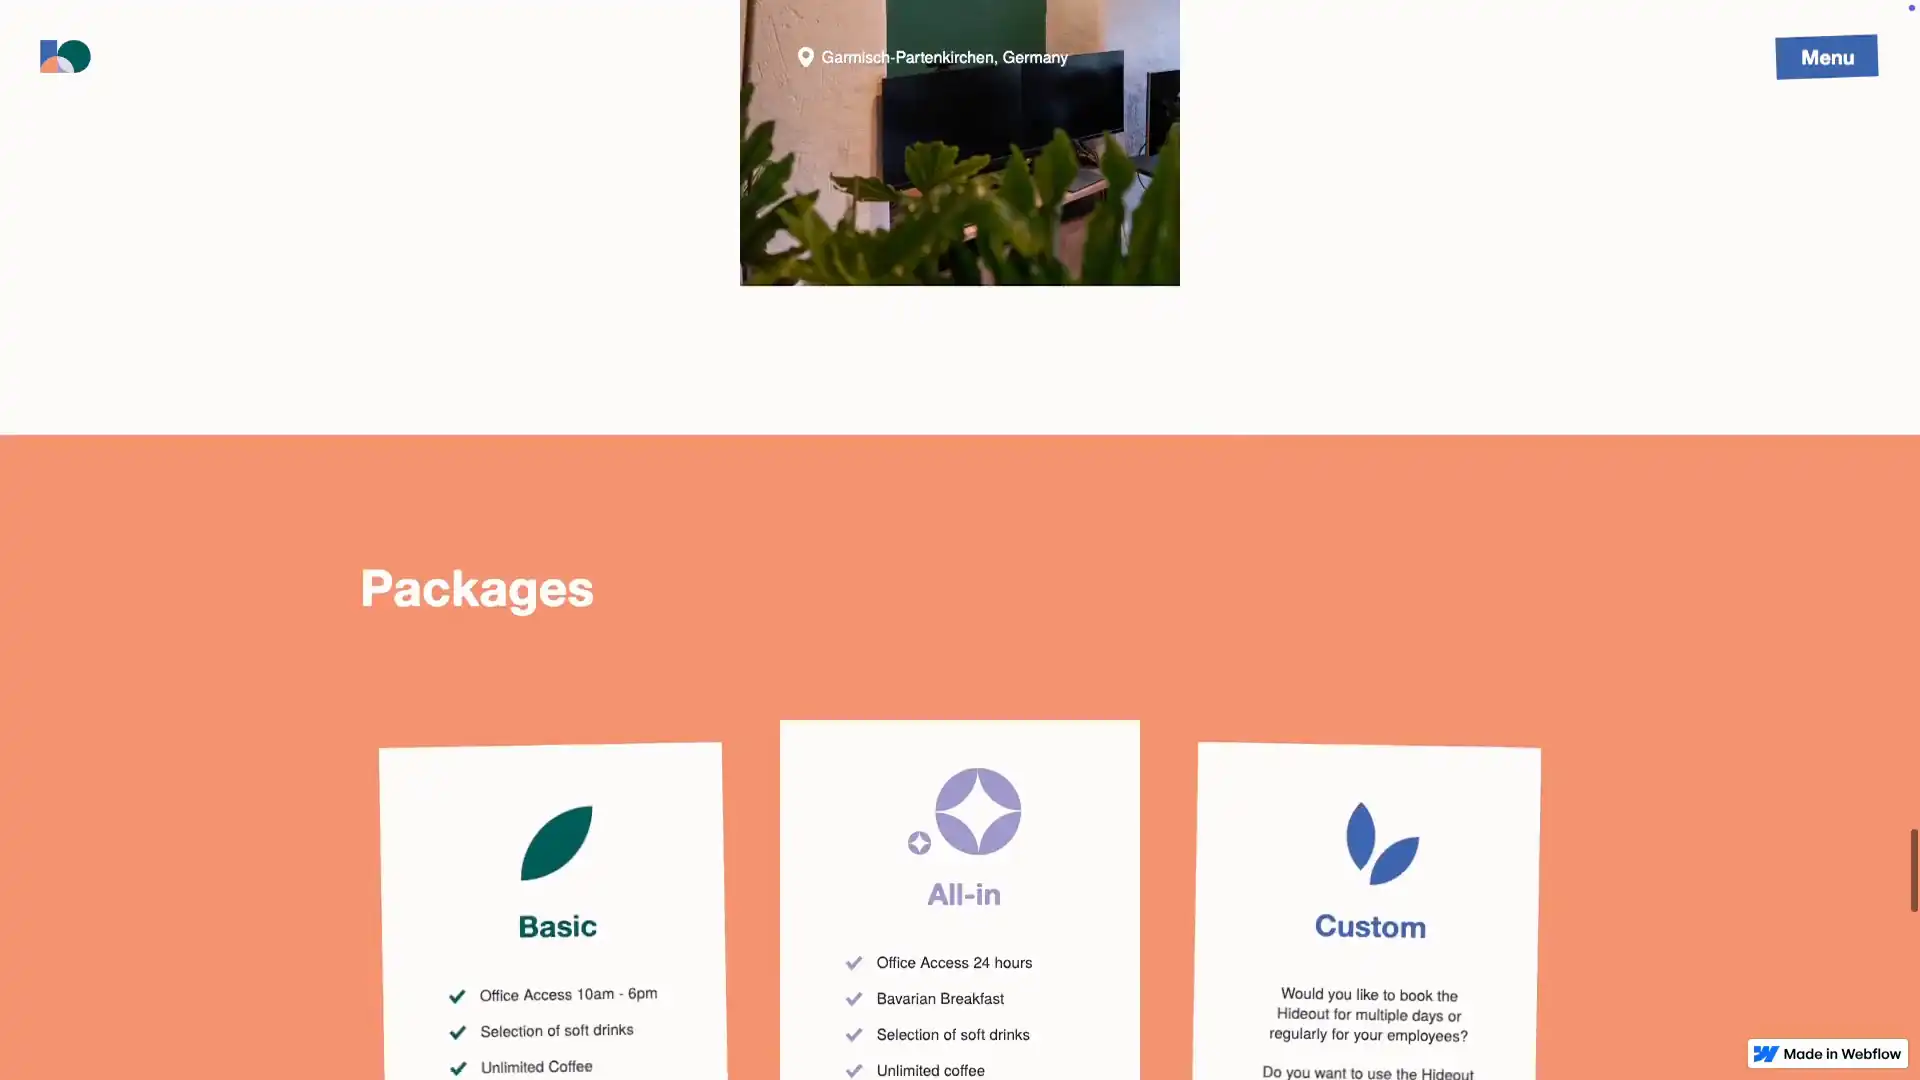 Garmisch-Partenkirchen, Germany
Menu
Packages
Basic
Office Access 10am - 6pm
Selection of soft drinks
Unlimited Coffee
All-in
Office Access 24 hours
Bavarian Breakfast
Selection of soft drinks
Unlimited coffee
Custom
Would you like to book the
Hideout for multiple days or
regularly for your employees?
Do you want to use the Hideout
Made in Webflow